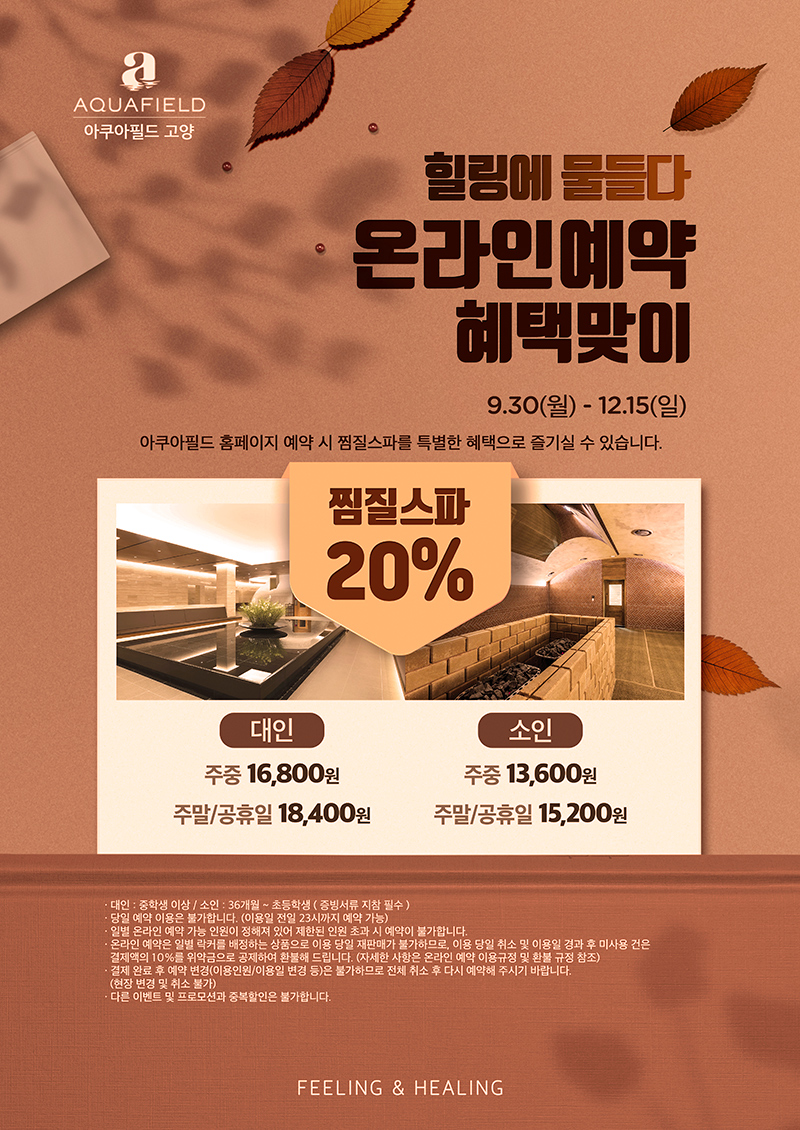 a
AQUAFIELD
아쿠아필드 고양
힐링에 물들다
온라인예약
혜택맞이
9.30(월) - 12.15(일)
아쿠아필드 홈페이지 예약 시 찜질스파를 특별한 혜택으로 즐기실 수 있습니다.
찜질스파
20%
대인
주중 16,800원
주말/공휴일 18,400원
소인
주중 13,600원
주말/공휴일 15,200원
· 대인 : 중학생 이상 / 소인 : 36개월 ~ 초등학생 ( 증빙서류 지참 필수 )
· 당일 예약 이용은 불가합니다. (이용일 전일 23시까지 예약 가능)
· 일별 온라인 예약 가능 인원이 정해져 있어 제한된 인원 초과 시 예약이 불가합니다.
· 온라인 예약은 일별 락커를 배정하는 상품으로 이용 당일 재판매가 불가하므로, 이용 당일 취소 및 이용일 경과 후 미사용 건은
결제액의 10%를 위약금으로 공제하여 환불해 드립니다. (자세한 사항은 온라인 예약 이용규정 및 환불 규정 참조)
· 결제 완료 후 예약 변경(이용인원/이용일 변경 등)은 불가하므로 전체 취소 후 다시 예약해 주시기 바랍니다.
(현장 변경 및 취소 불가)
· 다른 이벤트 및 프로모션과 중복할인은 불가합니다.
FEELING & HEALING